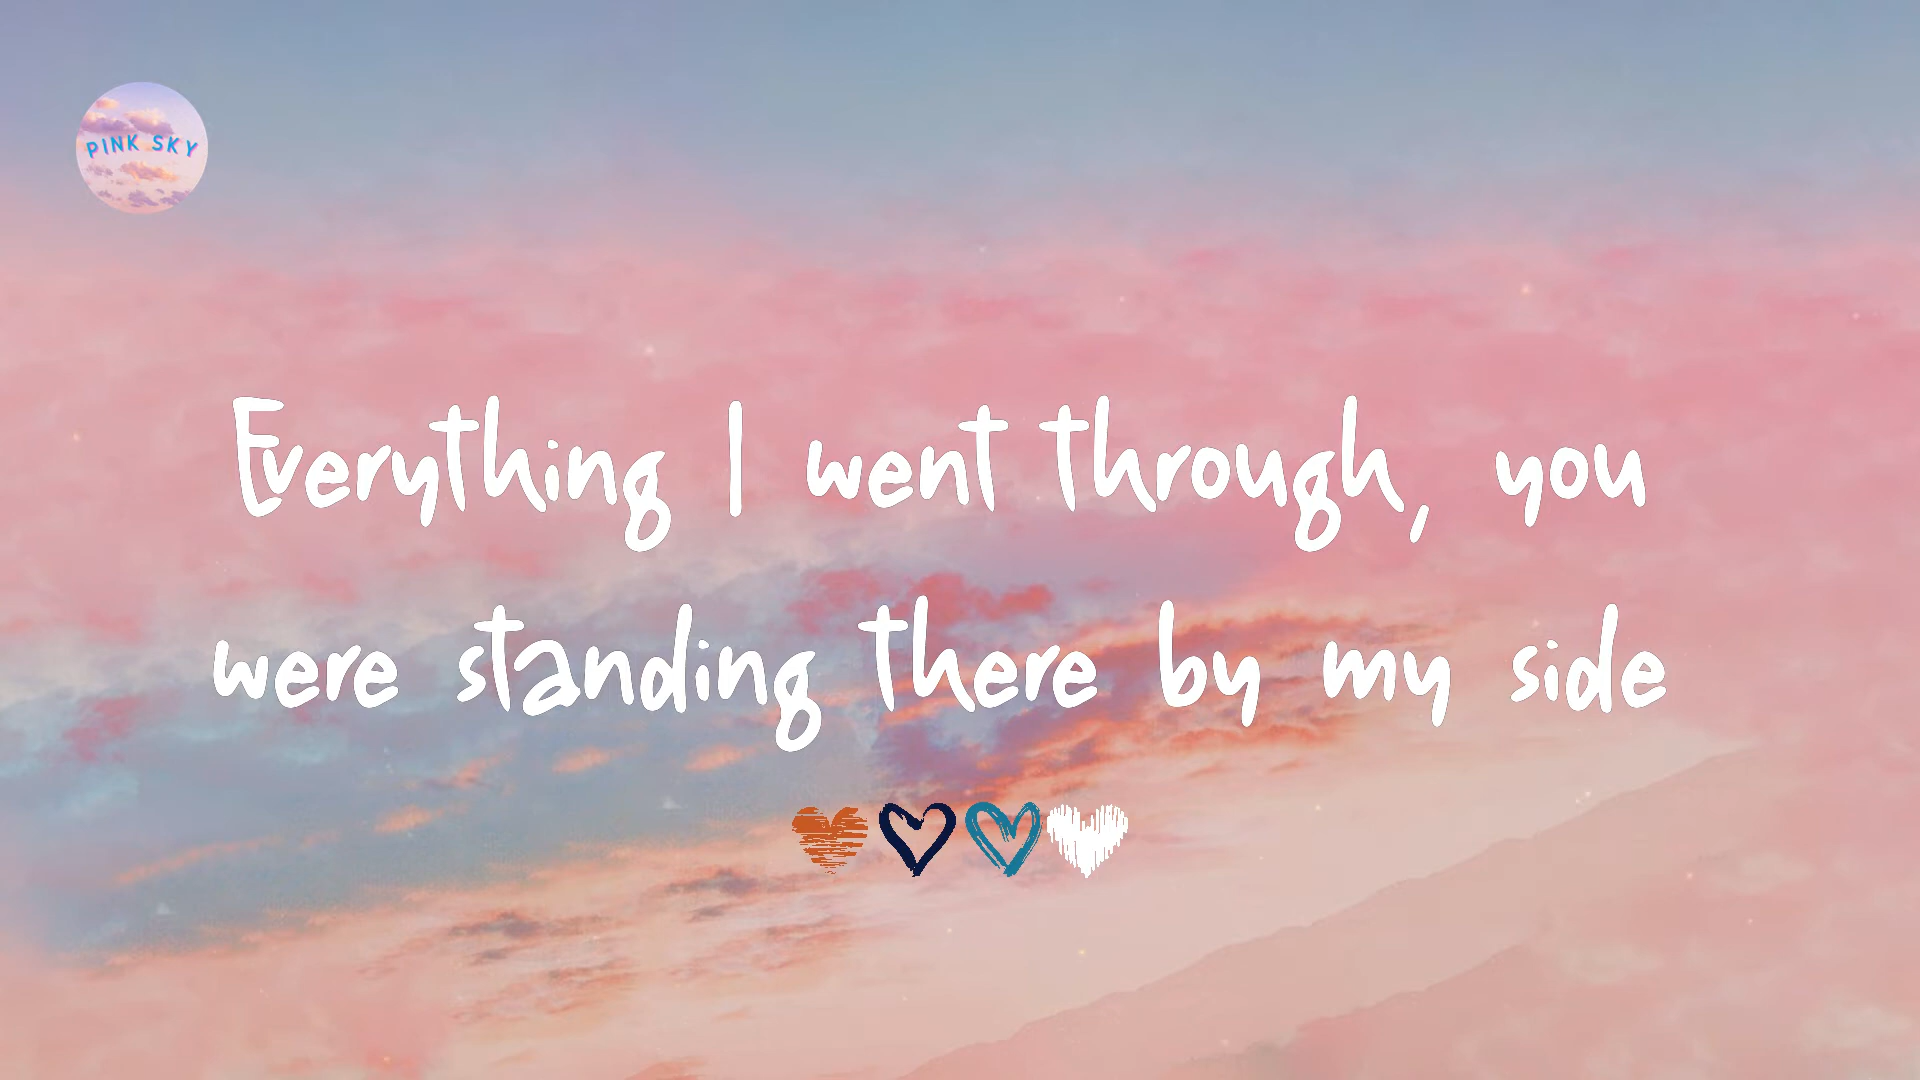 PINK SKY
Everything I went through, you
were standing there by my side